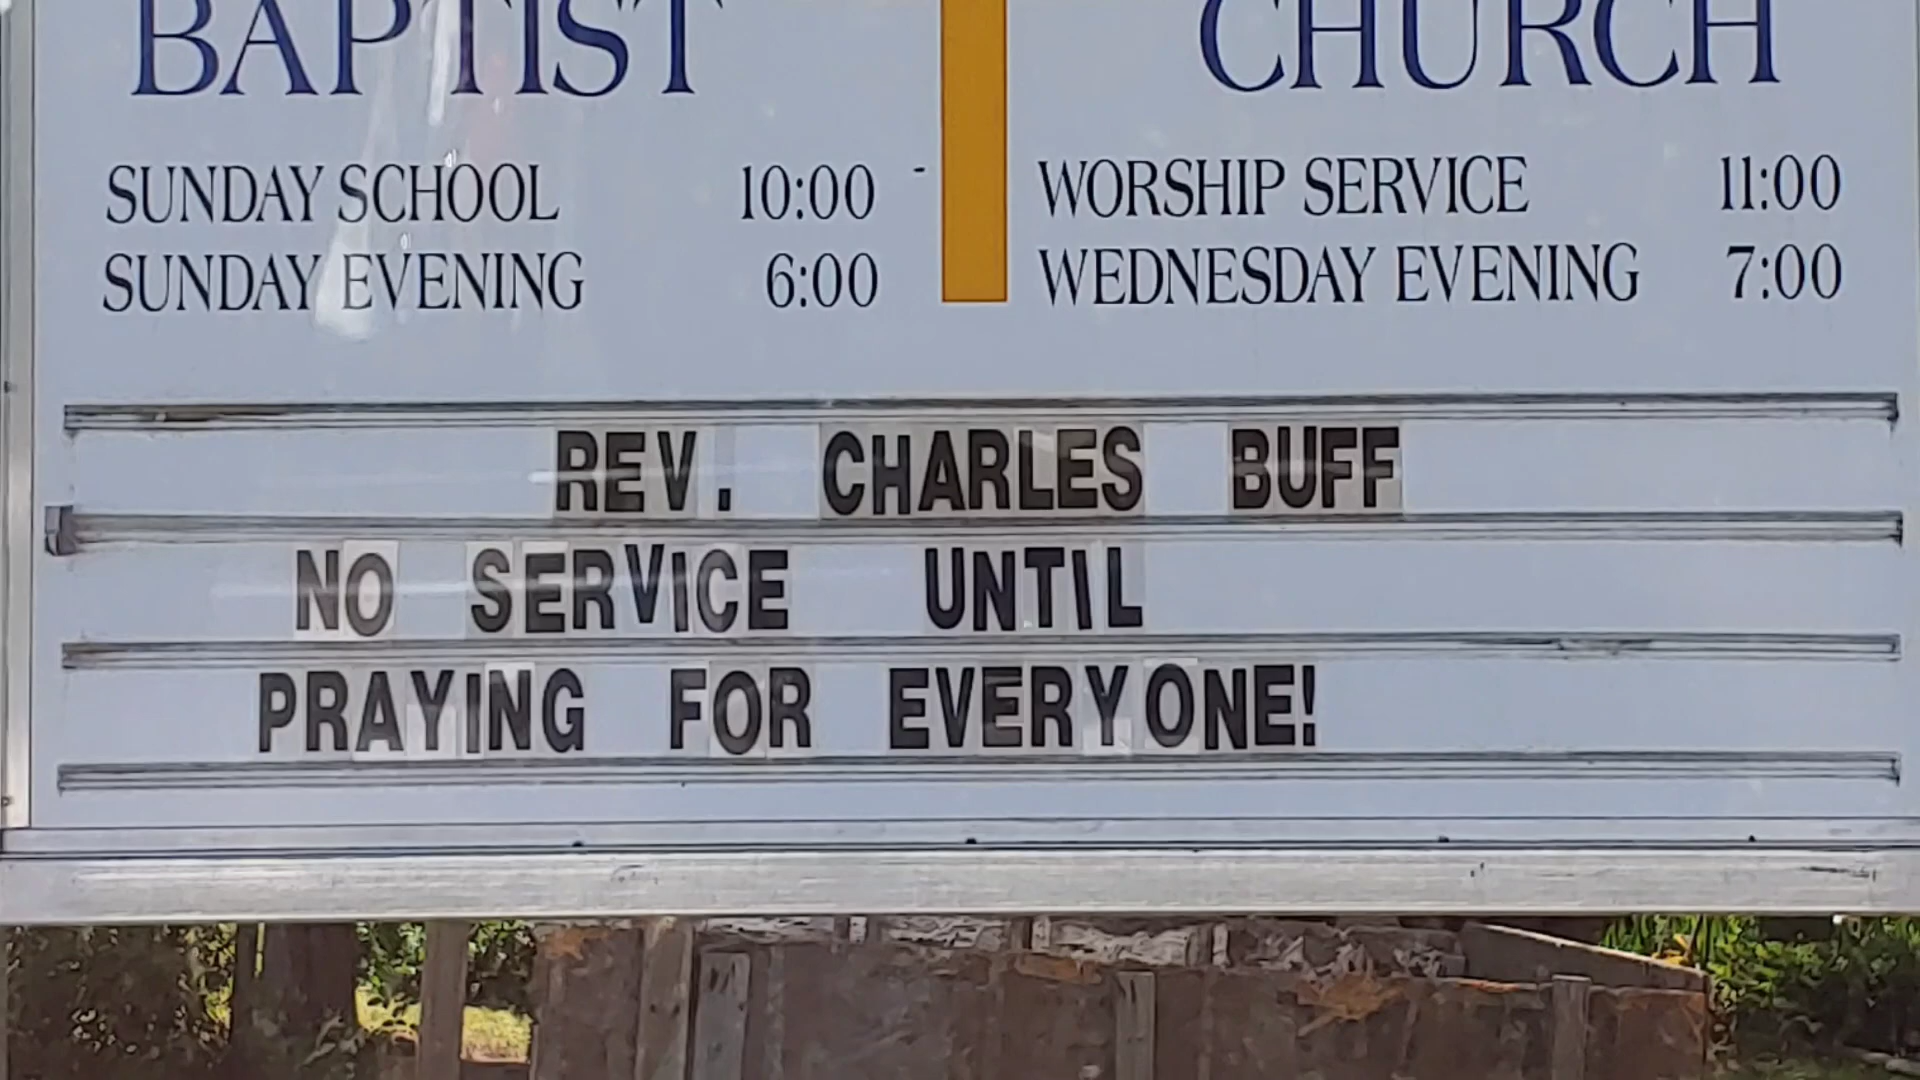 BAPTIST CHURCH
SUNDAY SCHOOL 10:00 - WORSHIP SERVICE 11:00
SUNDAY EVENING 6:00 WEDNESDAY EVENING 7:00
REV. CHARLES BUFF
NO SERVICE UNTIL
PRAYING FOR EVERYONE!